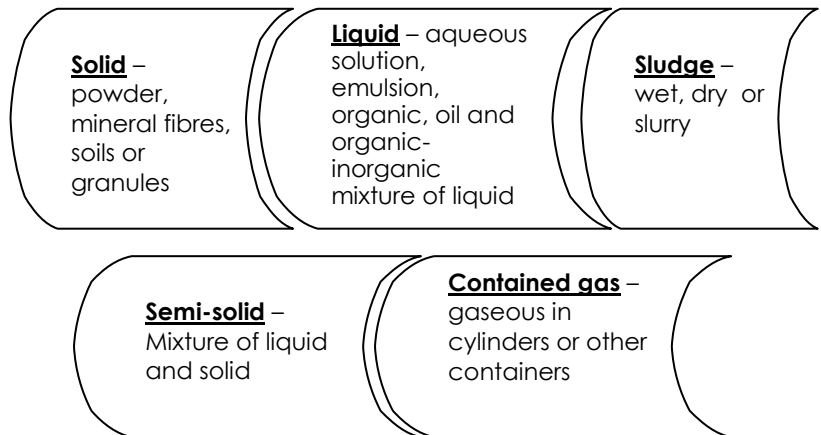 Solid –
powder,
mineral fibres,
soils or
granules
Liquid – aqueous
solution,
emulsion,
organic, oil and
organic-
inorganic
mixture of liquid
Sludge –
wet, dry or
slurry
Semi-solid –
Mixture of liquid
and solid
Contained gas –
gaseous in
cylinders or other
containers